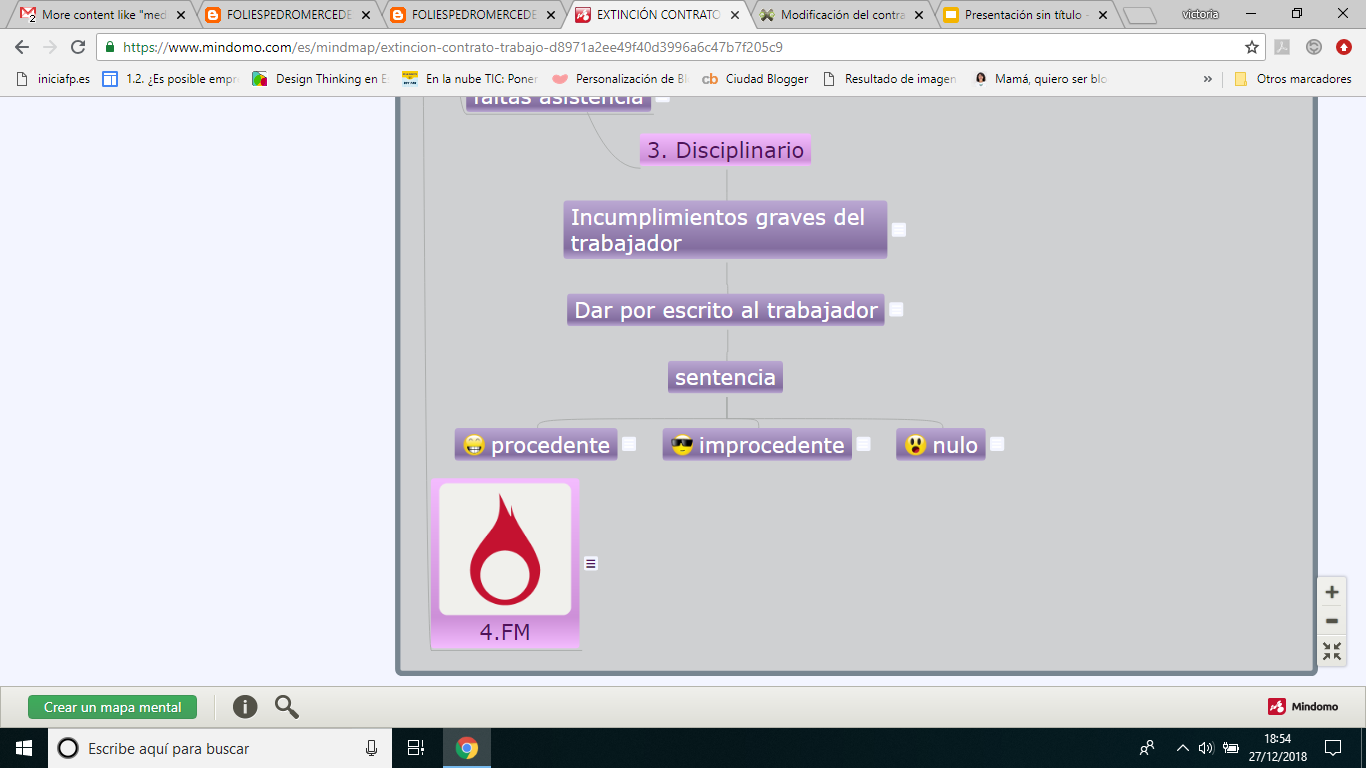 More content like "med
FOLIESPEDROMERCEDE
FOLIESPEDROMERCEDE
EXTINCIÓN CONTRATO
Modificación del contra
Presentación sin título -
victoria
https://www.mindomo.com/es/mindmap/extincion-contrato-trabajo-d8971a2ee49f40d3996a6c47b7f205c9
iniciafp.es
1.2. ¿Es posible empr
Design Thinking en E
En la nube TIC: Poner
Personalización de Bl
Ciudad Blogger
Resultado de imagen
Mamá, quiero ser blo
»
Otros marcadores
faltas asistencia
3. Disciplinario
Incumplimientos graves del
trabajador
Dar por escrito al trabajador
sentencia
procedente
improcedente
nulo
4.FM
Crear un mapa mental
Mindomo
Escribe aquí para buscar
18:54
27/12/2018